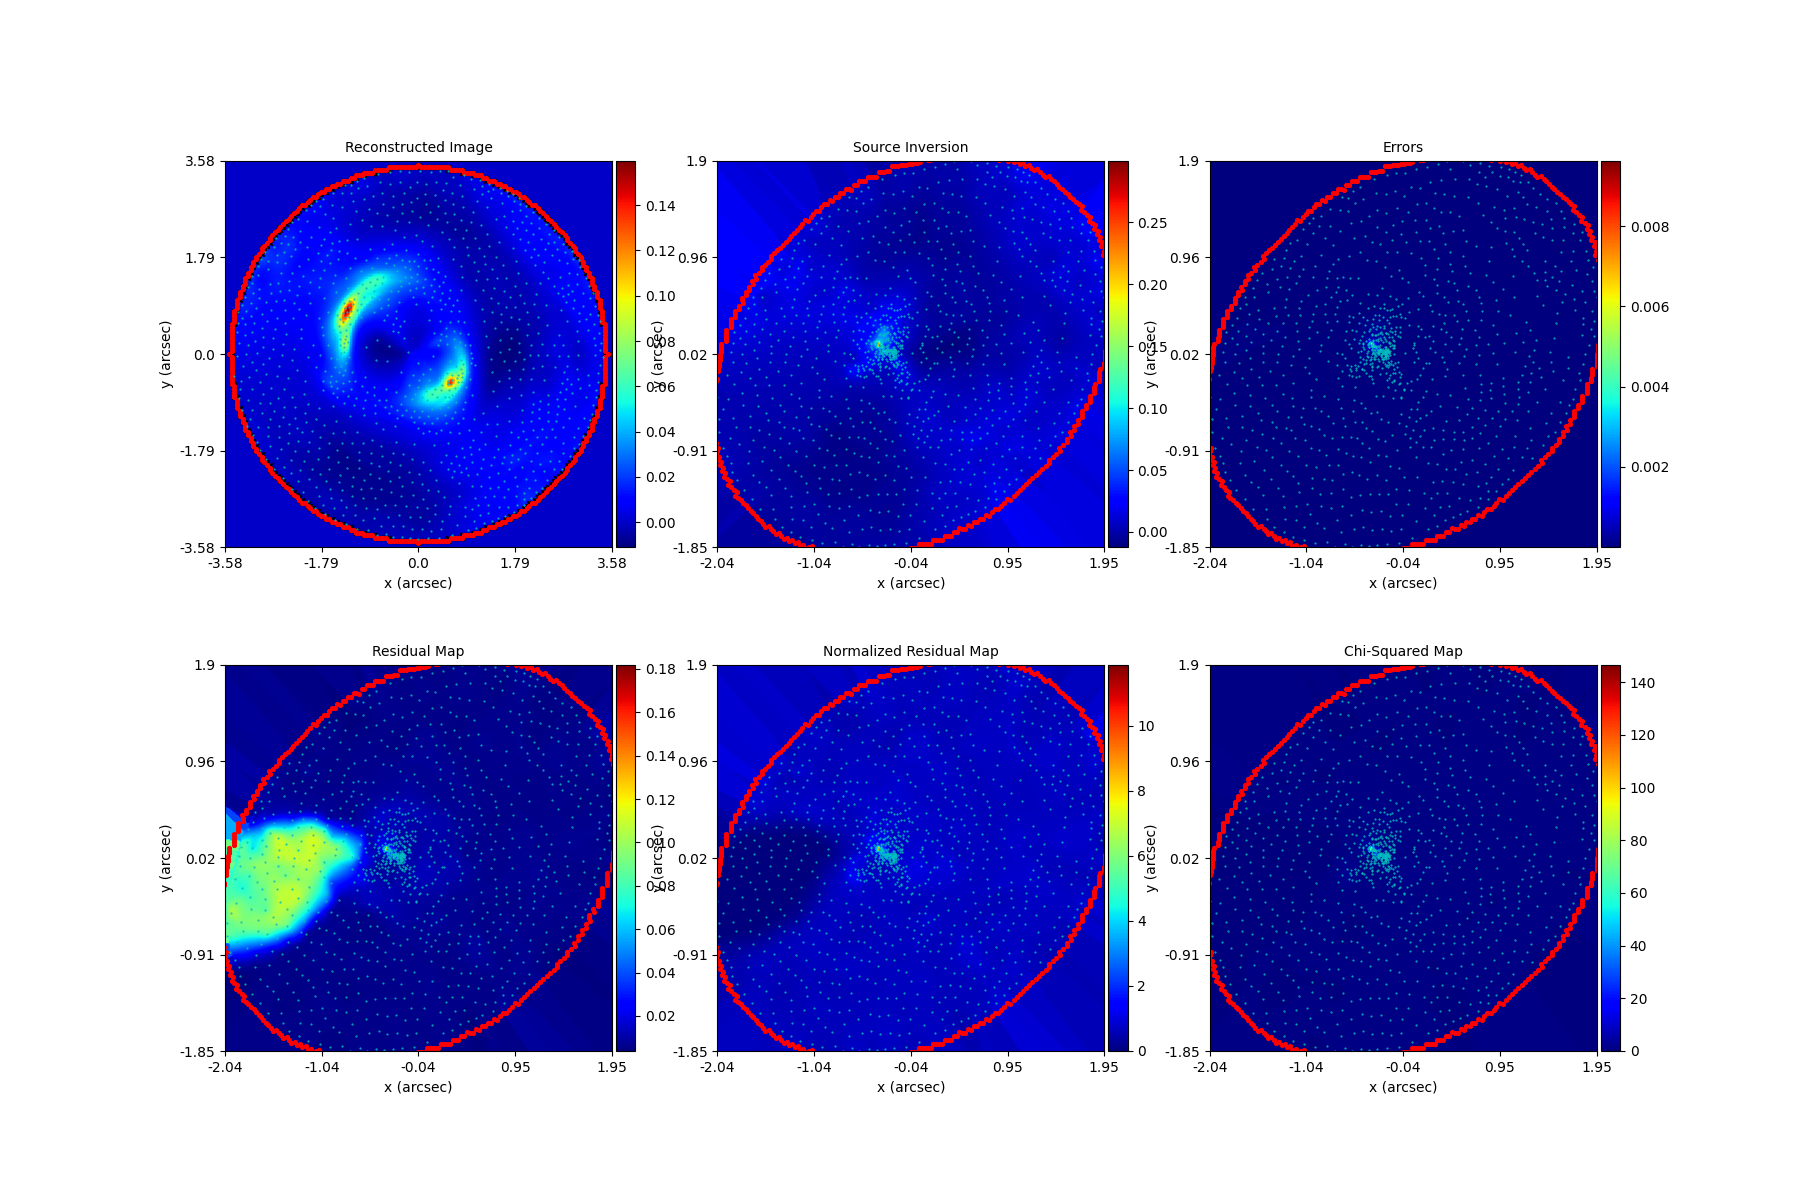 Reconstructed Image
Source Inversion
Errors
3.58
1.79
0.0
-1.79
-3.58
y (arcsec)
-3.58 -1.79 0.0 1.79 3.58
x (arcsec)
0.14
0.12
0.10
0.08
0.06
0.04
0.02
0.00
1.9
0.96
0.02
-0.91
-1.85
y (arcsec)
-2.04 -1.04 -0.04 0.95 1.95
x (arcsec)
0.25
0.20
0.15
0.10
0.05
0.00
1.9
0.96
0.02
-0.91
-1.85
y (arcsec)
-2.04 -1.04 -0.04 0.95 1.95
x (arcsec)
0.008
0.006
0.004
0.002
Residual Map
Normalized Residual Map
Chi-Squared Map
1.9
0.96
0.02
-0.91
-1.85
y (arcsec)
-2.04 -1.04 -0.04 0.95 1.95
x (arcsec)
0.18
0.16
0.14
0.12
0.10
0.08
0.06
0.04
0.02
1.9
0.96
0.02
-0.91
-1.85
y (arcsec)
-2.04 -1.04 -0.04 0.95 1.95
x (arcsec)
10
8
6
4
2
0
1.9
0.96
0.02
-0.91
-1.85
y (arcsec)
-2.04 -1.04 -0.04 0.95 1.95
x (arcsec)
140
120
100
80
60
40
20
0